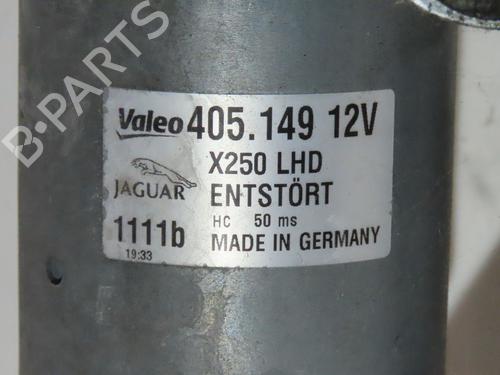 Valeo 405.149 12V
X250 LHD
JAGUAR ENTSTÖRT
HC 50 ms
1111b MADE IN GERMANY
19:33
B PARTS